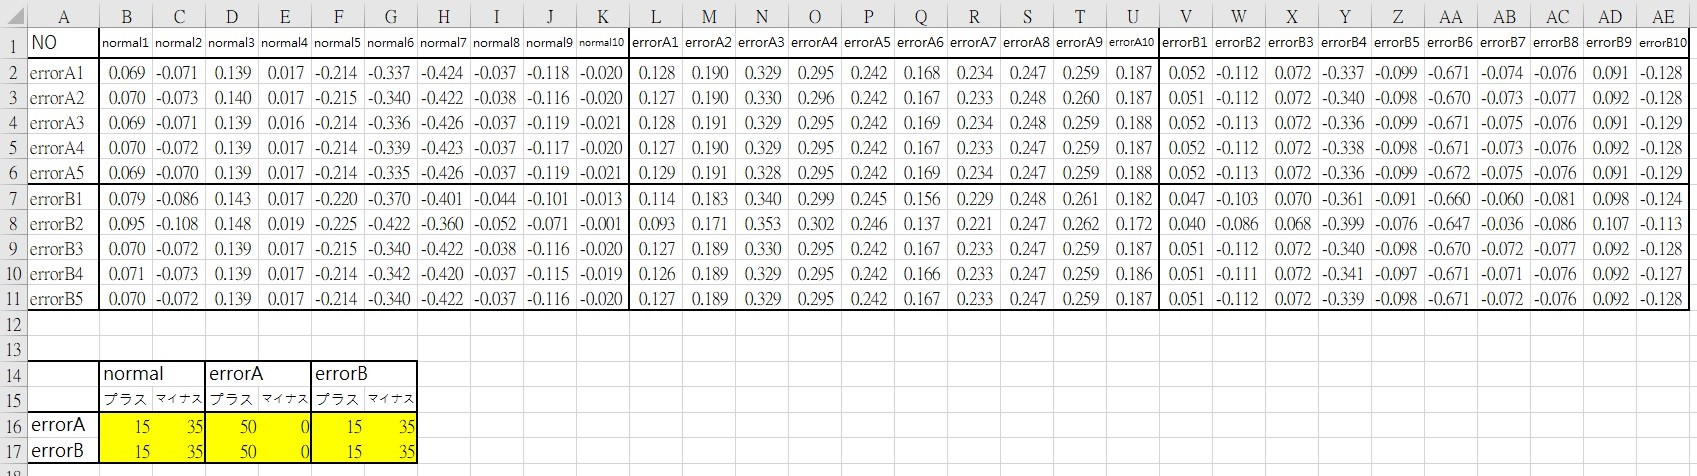 A B C D E F G H I J K L M N O P Q R S T U V W X Y Z AA AB AC AD AE
1 NO normal1 normal2 normal3 normal4 normal5 normal6 normal7 normal8 normal9 normal10 errorA1 errorA2 errorA3 errorA4 errorA5 errorA6 errorA7 errorA8 errorA9 errorA10 errorB1 errorB2 errorB3 errorB4 errorB5 errorB6 errorB7 errorB8 errorB9 errorB10
2 errorA1 0.069 -0.071 0.139 0.017 -0.214 -0.337 -0.424 -0.037 -0.118 -0.020 0.128 0.190 0.329 0.295 0.242 0.168 0.234 0.247 0.259 0.187 0.052 -0.112 0.072 -0.337 -0.099 -0.671 -0.074 -0.076 0.091 -0.128
3 errorA2 0.070 -0.073 0.140 0.017 -0.215 -0.340 -0.422 -0.038 -0.116 -0.020 0.127 0.190 0.330 0.296 0.242 0.167 0.233 0.248 0.260 0.187 0.051 -0.112 0.072 -0.340 -0.098 -0.670 -0.073 -0.077 0.092 -0.128
4 errorA3 0.069 -0.071 0.139 0.016 -0.214 -0.336 -0.426 -0.037 -0.119 -0.021 0.128 0.191 0.329 0.295 0.242 0.169 0.234 0.248 0.259 0.188 0.052 -0.113 0.072 -0.336 -0.099 -0.671 -0.075 -0.076 0.091 -0.129
5 errorA4 0.070 -0.072 0.139 0.017 -0.214 -0.339 -0.423 -0.037 -0.117 -0.020 0.127 0.190 0.329 0.295 0.242 0.167 0.233 0.247 0.259 0.187 0.052 -0.112 0.072 -0.338 -0.098 -0.671 -0.073 -0.076 0.092 -0.128
6 errorA5 0.069 -0.070 0.139 0.017 -0.214 -0.335 -0.426 -0.037 -0.119 -0.021 0.129 0.191 0.328 0.295 0.242 0.169 0.234 0.247 0.259 0.188 0.052 -0.113 0.072 -0.336 -0.099 -0.672 -0.075 -0.076 0.091 -0.129
7 errorB1 0.079 -0.086 0.143 0.017 -0.220 -0.370 -0.401 -0.044 -0.101 -0.013 0.114 0.183 0.340 0.299 0.245 0.156 0.229 0.248 0.261 0.182 0.047 -0.103 0.070 -0.361 -0.091 -0.660 -0.060 -0.081 0.098 -0.124
8 errorB2 0.095 -0.108 0.148 0.019 -0.225 -0.422 -0.360 -0.052 -0.071 -0.001 0.093 0.171 0.353 0.302 0.246 0.137 0.221 0.247 0.262 0.172 0.040 -0.086 0.068 -0.399 -0.076 -0.647 -0.036 -0.086 0.107 -0.113
9 errorB3 0.070 -0.072 0.139 0.017 -0.215 -0.340 -0.422 -0.038 -0.116 -0.020 0.127 0.189 0.330 0.295 0.242 0.167 0.233 0.247 0.259 0.187 0.051 -0.112 0.072 -0.340 -0.098 -0.670 -0.072 -0.077 0.092 -0.128
10 errorB4 0.071 -0.073 0.139 0.017 -0.214 -0.342 -0.420 -0.037 -0.115 -0.019 0.126 0.189 0.329 0.295 0.242 0.166 0.233 0.247 0.259 0.186 0.051 -0.111 0.072 -0.341 -0.097 -0.671 -0.071 -0.076 0.092 -0.127
11 errorB5 0.070 -0.072 0.139 0.017 -0.214 -0.340 -0.422 -0.037 -0.116 -0.020 0.127 0.189 0.329 0.295 0.242 0.167 0.233 0.247 0.259 0.187 0.051 -0.112 0.072 -0.339 -0.098 -0.671 -0.072 -0.076 0.092 -0.128
12
13
14 normal errorA errorB
15 プラス マイナス プラス マイナス プラス マイナス
16 errorA 15 35 50 0 15 35
17 errorB 15 35 50 0 15 35